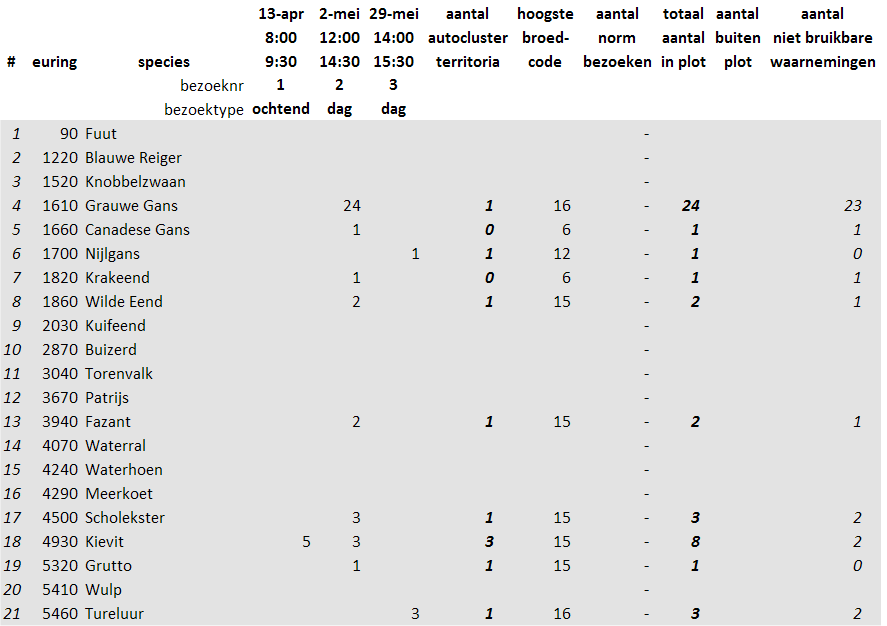 13-apr 2-mei 29-mei aantal hoogste aantal totaal aantal aantal
8:00 12:00 14:00 autocluster broed- norm aantal buiten niet bruikbare
# euring species 9:30 14:30 15:30 territoria code bezoeken in plot plot waarnemingen
bezoeknr 1 2 3
bezoektype ochtend dag dag
1 90 Fuut -
2 1220 Blauwe Reiger -
3 1520 Knobbelzwaan -
4 1610 Grauwe Gans 24 1 16 - 24 23
5 1660 Canadese Gans 1 0 6 - 1 1
6 1700 Nijlgans 1 1 12 - 1 0
7 1820 Krakeend 1 0 6 - 1 1
8 1860 Wilde Eend 2 1 15 - 2 1
9 2030 Kuifeend -
10 2870 Buizerd -
11 3040 Torenvalk -
12 3670 Patrijs -
13 3940 Fazant 2 1 15 - 2 1
14 4070 Waterral -
15 4240 Waterhoen -
16 4290 Meerkoet -
17 4500 Scholekster 3 1 15 - 3 2
18 4930 Kievit 5 3 3 15 - 8 2
19 5320 Grutto 1 1 15 - 1 0
20 5410 Wulp -
21 5460 Tureluur 3 1 16 - 3 2